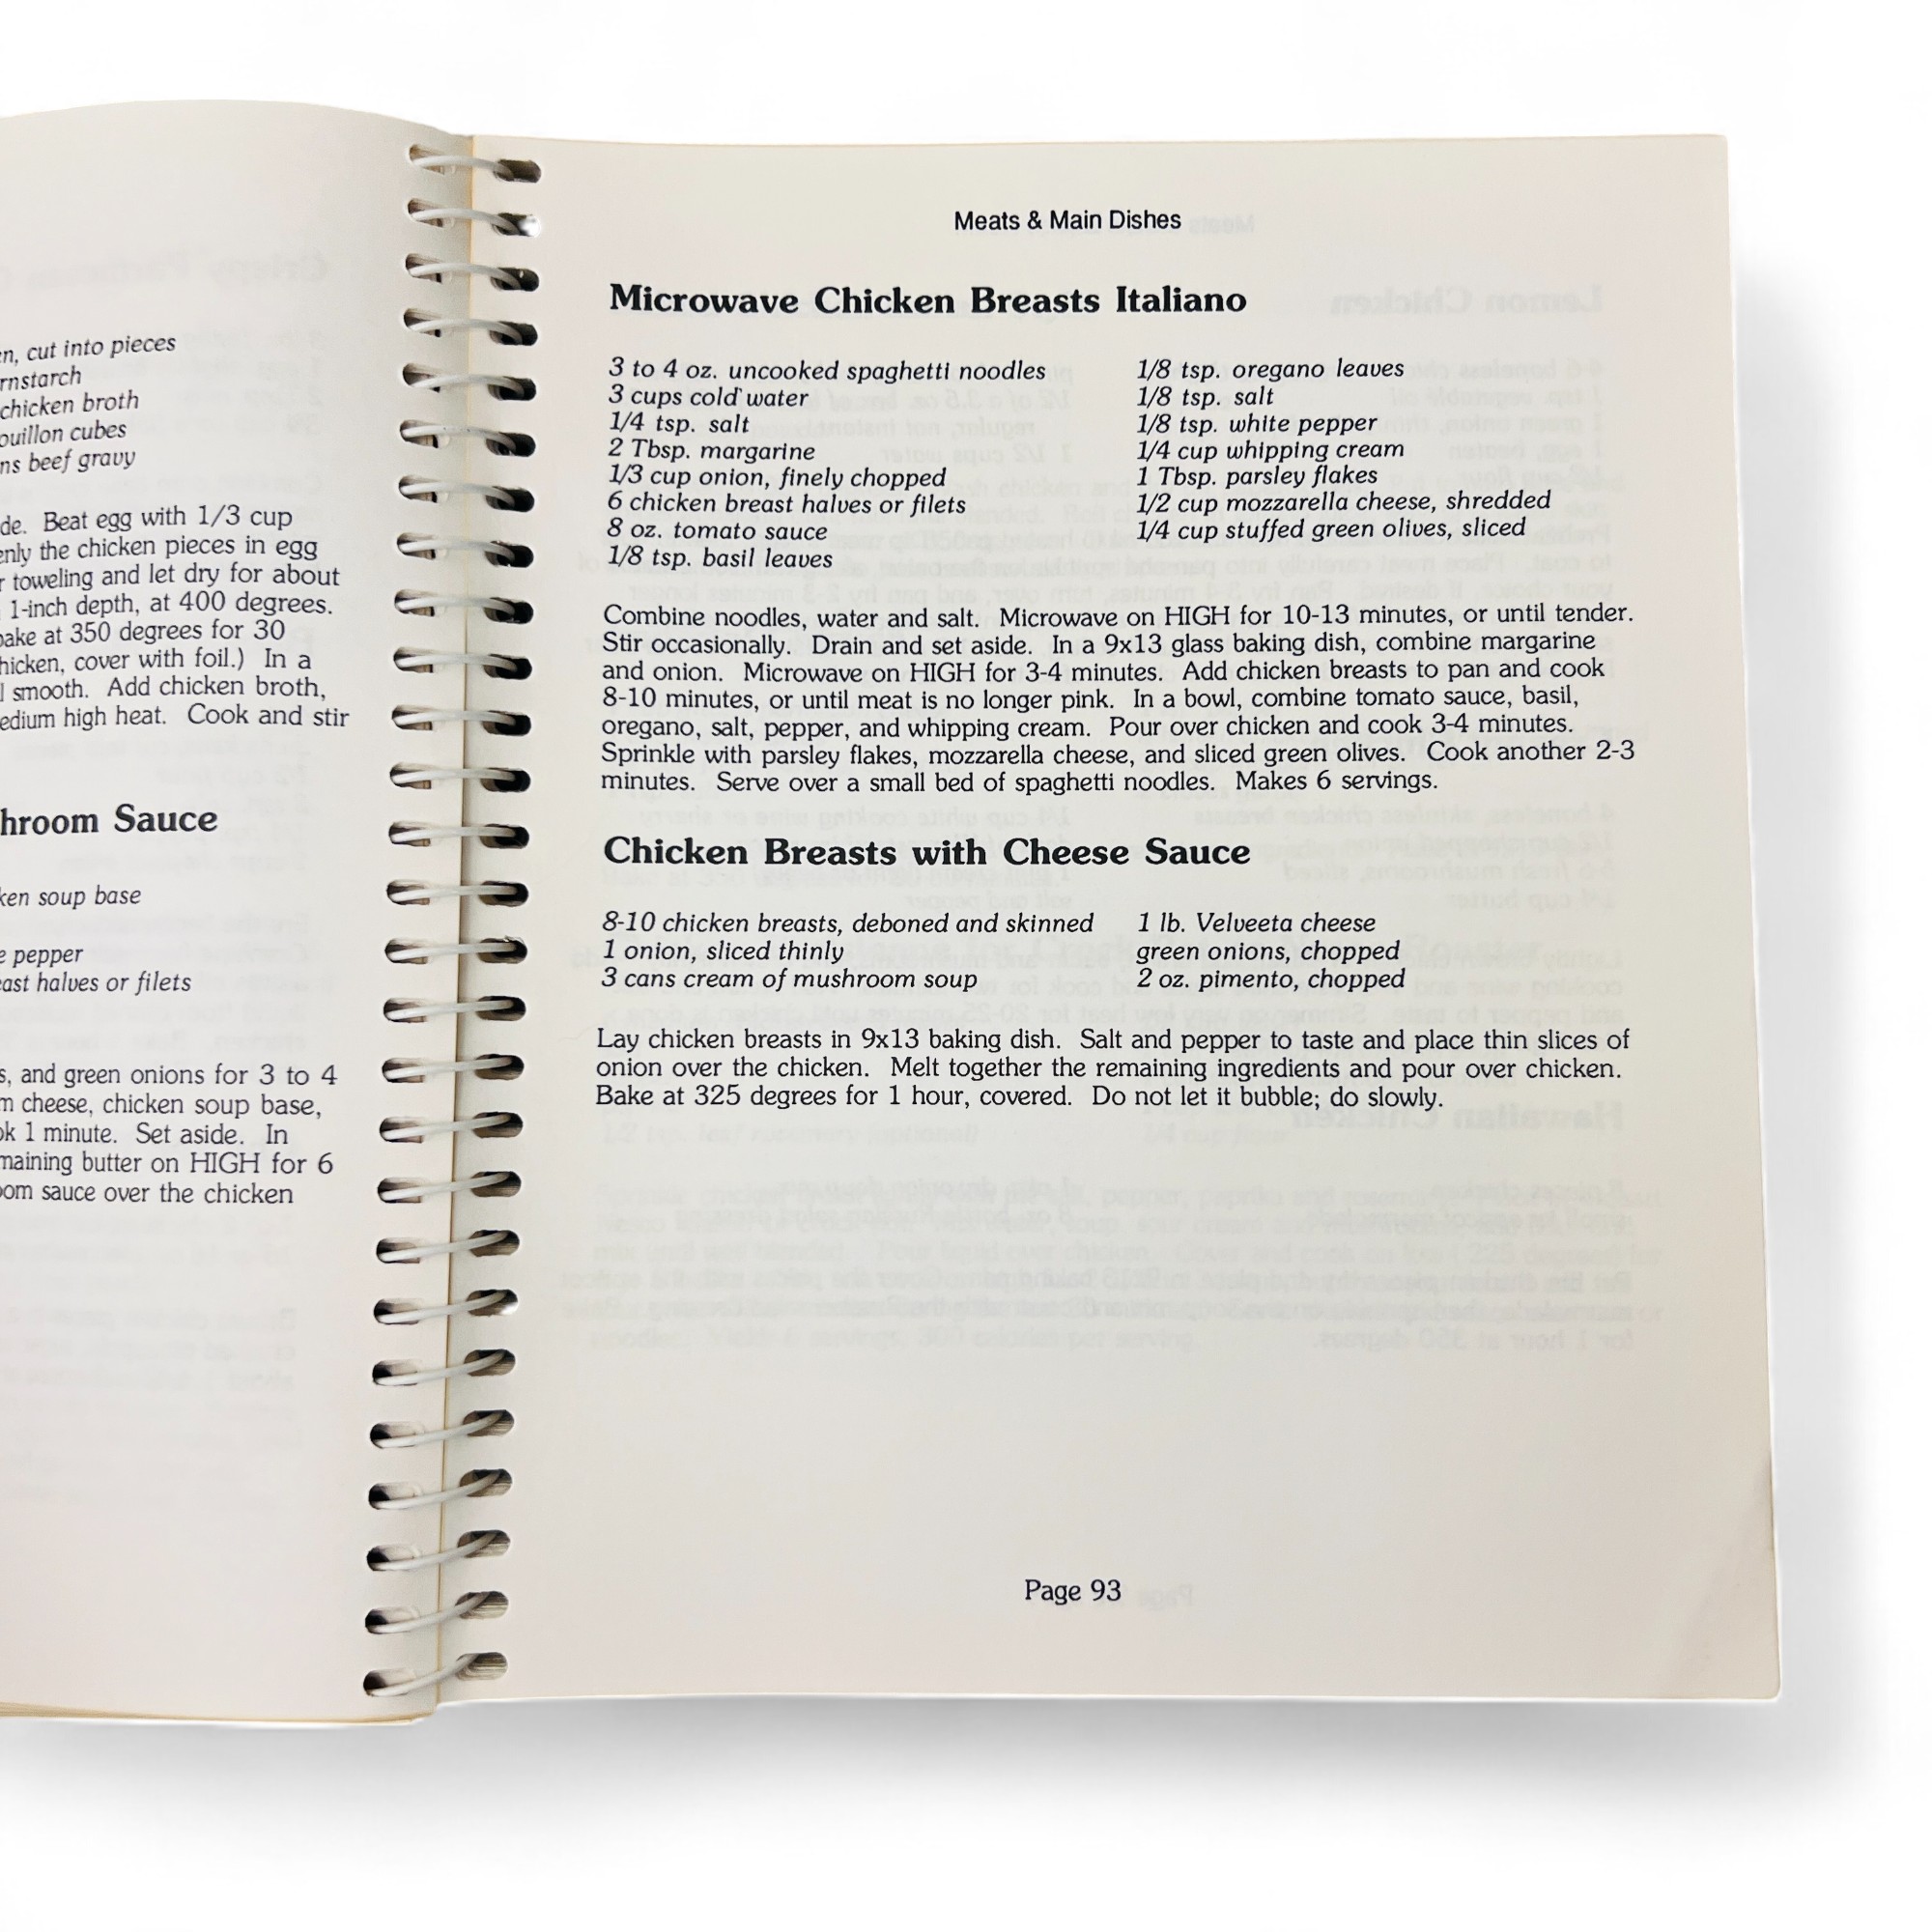 en, cut into pieces
rnstarch
chicken broth
ouillon cubes
ns beef gravy
de. Beat egg with 1/3 cup
enly the chicken pieces in egg
r toweling and let dry for about
1-inch depth, at 400 degrees.
bake at 350 degrees for 30
hicken, cover with foil.) In a
l smooth. Add chicken broth,
edium high heat. Cook and stir
hroom Sauce
ken soup base
e pepper
east halves or filets
s, and green onions for 3 to 4
m cheese, chicken soup base,
ok 1 minute. Set aside. In
maining butter on HIGH for 6
oom sauce over the chicken
Meats & Main Dishes
Microwave Chicken Breasts Italiano
3 to 4 oz. uncooked spaghetti noodles
3 cups cold water
1/4 tsp. salt
2 Tbsp. margarine
1/3 cup onion, finely chopped
6 chicken breast halves or filets
8 oz. tomato sauce
1/8 tsp. basil leaves
1/8 tsp. oregano leaves
1/8 tsp. salt
1/8 tsp. white pepper
1/4 cup whipping cream
1 Tbsp. parsley flakes
1/2 cup mozzarella cheese, shredded
1/4 cup stuffed green olives, sliced
Combine noodles, water and salt. Microwave on HIGH for 10-13 minutes, or until tender.
Stir occasionally. Drain and set aside. In a 9x13 glass baking dish, combine margarine
and onion. Microwave on HIGH for 3-4 minutes. Add chicken breasts to pan and cook
8-10 minutes, or until meat is no longer pink. In a bowl, combine tomato sauce, basil,
oregano, salt, pepper, and whipping cream. Pour over chicken and cook 3-4 minutes.
Sprinkle with parsley flakes, mozzarella cheese, and sliced green olives. Cook another 2-3
minutes. Serve over a small bed of spaghetti noodles. Makes 6 servings.
Chicken Breasts with Cheese Sauce
8-10 chicken breasts, deboned and skinned
1 onion, sliced thinly
3 cans cream of mushroom soup
1 lb. Velveeta cheese
green onions, chopped
2 oz. pimento, chopped
Lay chicken breasts in 9x13 baking dish. Salt and pepper to taste and place thin slices of
onion over the chicken. Melt together the remaining ingredients and pour over chicken.
Bake at 325 degrees for 1 hour, covered. Do not let it bubble; do slowly.
Page 93